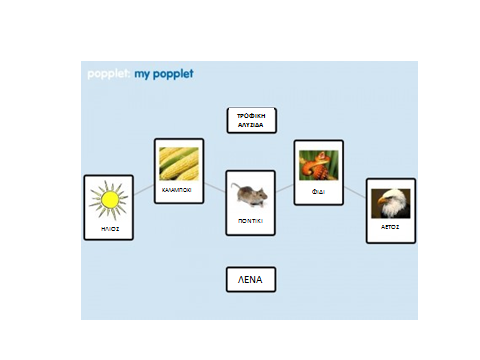 popplet: my popplet
ΤΡΟΦΙΚΗ
ΑΛΥΣΙΔΑ
ΚΑΛΑΜΠΟΚΙ
ΦΙΔΙ
ΗΛΙΟΣ
ΠΟΝΤΙΚΙ
ΑΕΤΟΣ
ΛΕΝΑ